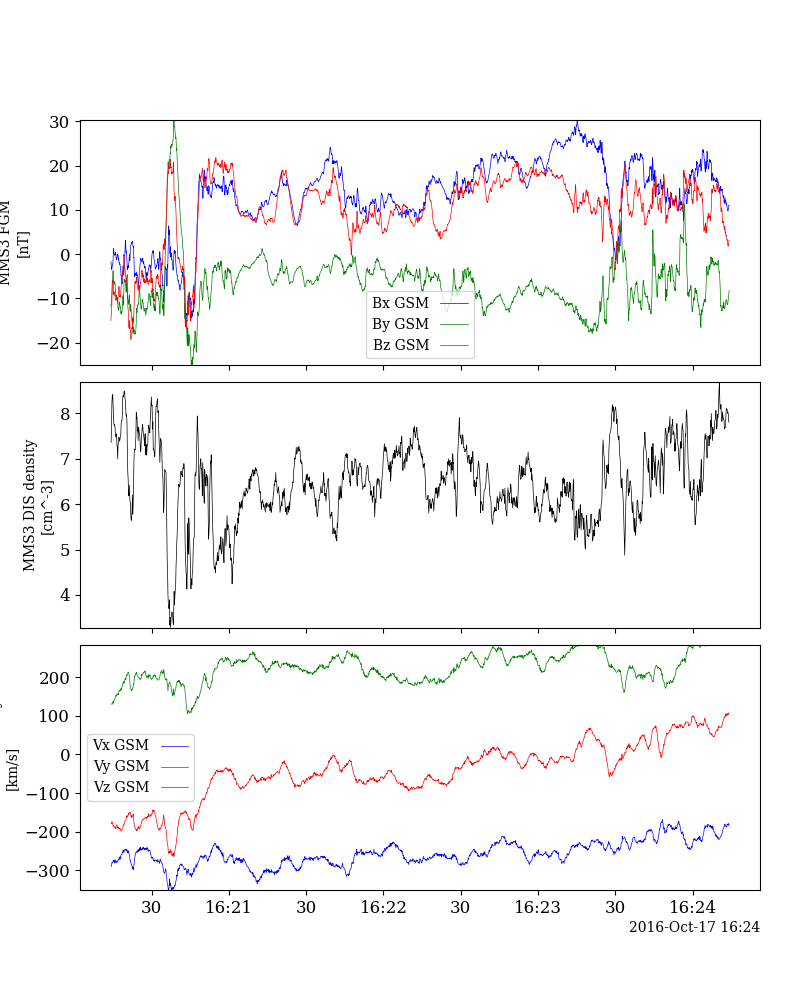 30
20
10
0
−10
−20
MMS3 FGM
[nT]
Bx GSM
By GSM
Bz GSM
8
7
6
5
4
MMS3 DIS density
[cm^-3]
200
100
0
−100
−200
−300
[km/s]
Vx GSM
Vy GSM
Vz GSM
30
16:21
30
16:22
30
16:23
30
16:24
2016-Oct-17 16:24